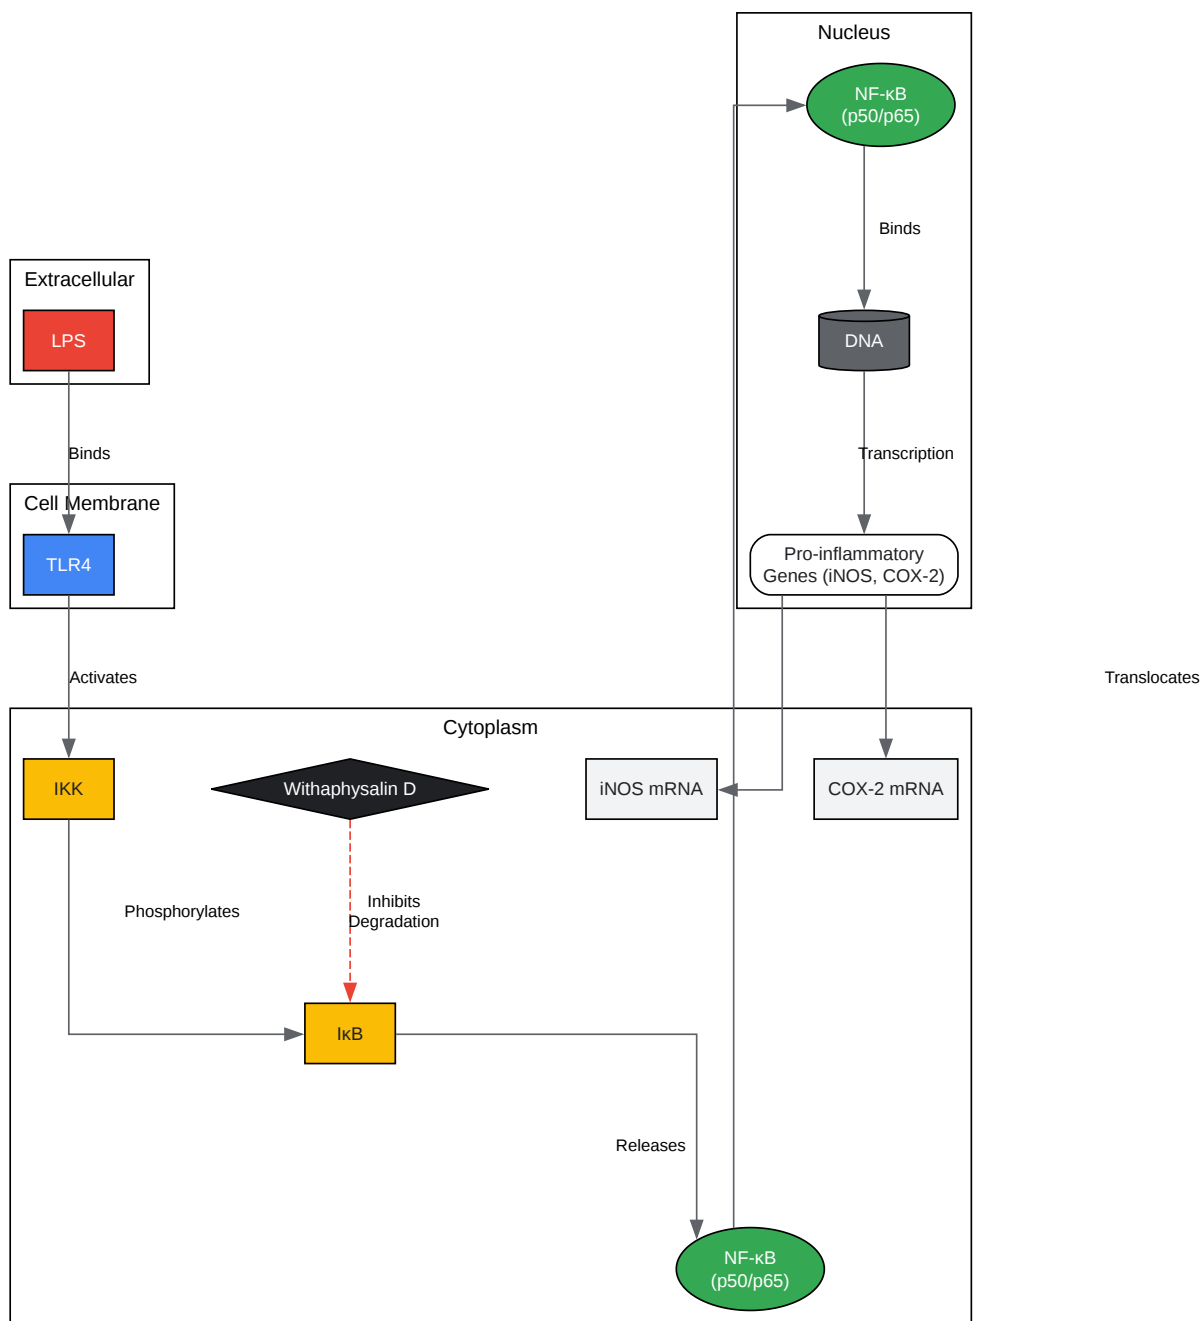 Nucleus
NF-κB
(p50/p65)
Binds
Extracellular
LPS
DNA
Binds
Transcription
Cell Membrane
TLR4
Pro-inflammatory
Genes (iNOS, COX-2)
Activates
Translocates
Cytoplasm
IKK
Withaphysalin D
iNOS mRNA
COX-2 mRNA
Phosphorylates
Inhibits
Degradation
IκB
Releases
NF-κB
(p50/p65)